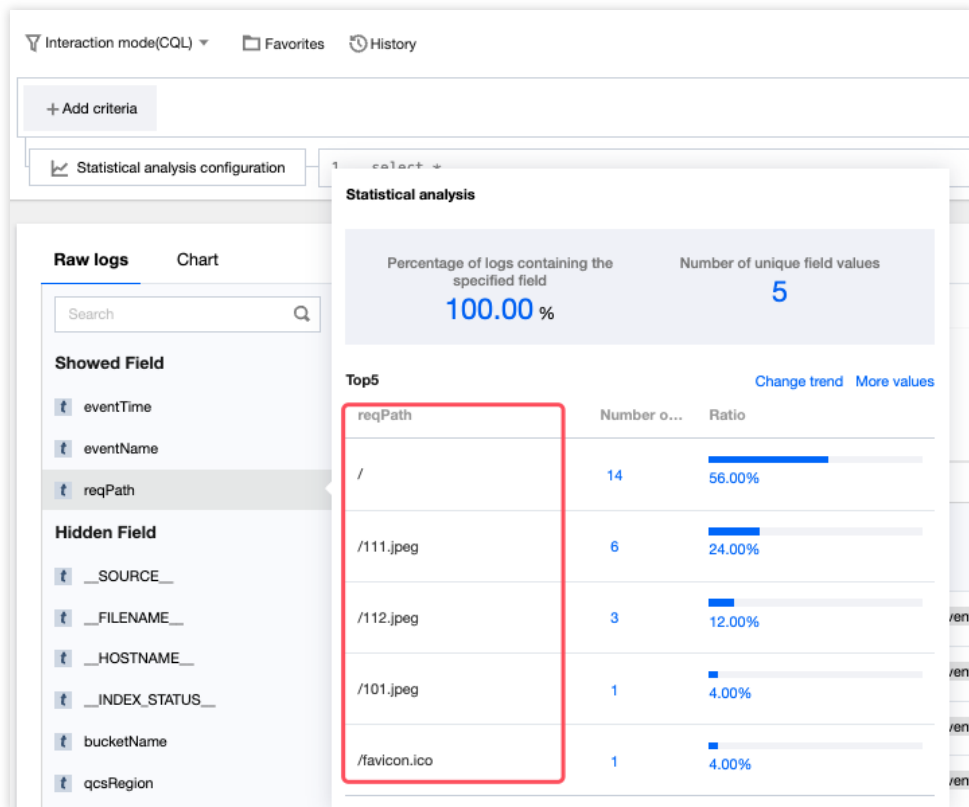 Interaction mode(CQL) Favorites History
+ Add criteria
Statistical analysis configuration 1 select *
Statistical analysis
Percentage of logs containing the specified field
100.00 %
Number of unique field values
5
Raw logs Chart
Search
Showed Field
t eventTime
t eventName
t reqPath
Hidden Field
t __SOURCE__
t __FILENAME__
t __HOSTNAME__
t __INDEX_STATUS__
t bucketName
t qcsRegion
Top5 Change trend More values
reqPath Number o... Ratio
/ 14 56.00%
/111.jpeg 6 24.00%
/112.jpeg 3 12.00%
/101.jpeg 1 4.00%
/favicon.ico 1 4.00%